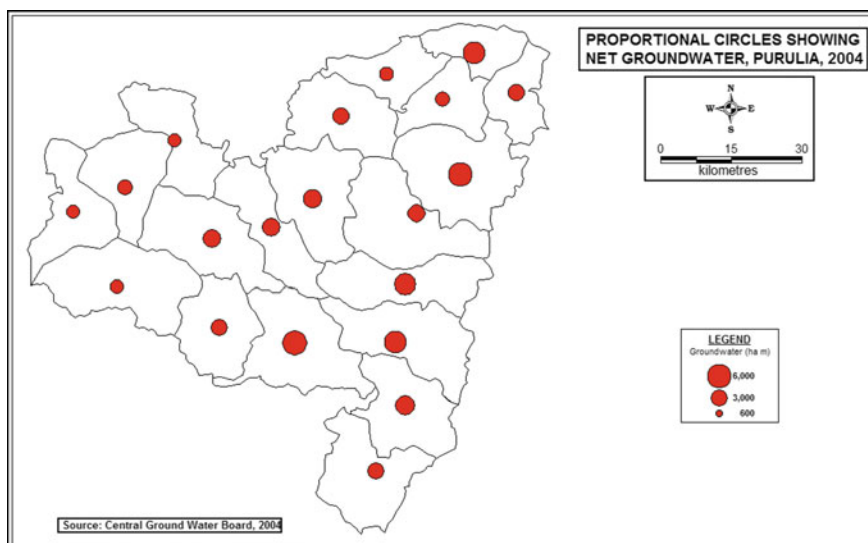 PROPORTIONAL CIRCLES SHOWING
NET GROUNDWATER, PURULIA, 2004
N
W E
S
0 15 30
kilometres
LEGEND
Groundwater (ha m)
6,000
3,000
600
Source: Central Ground Water Board, 2004